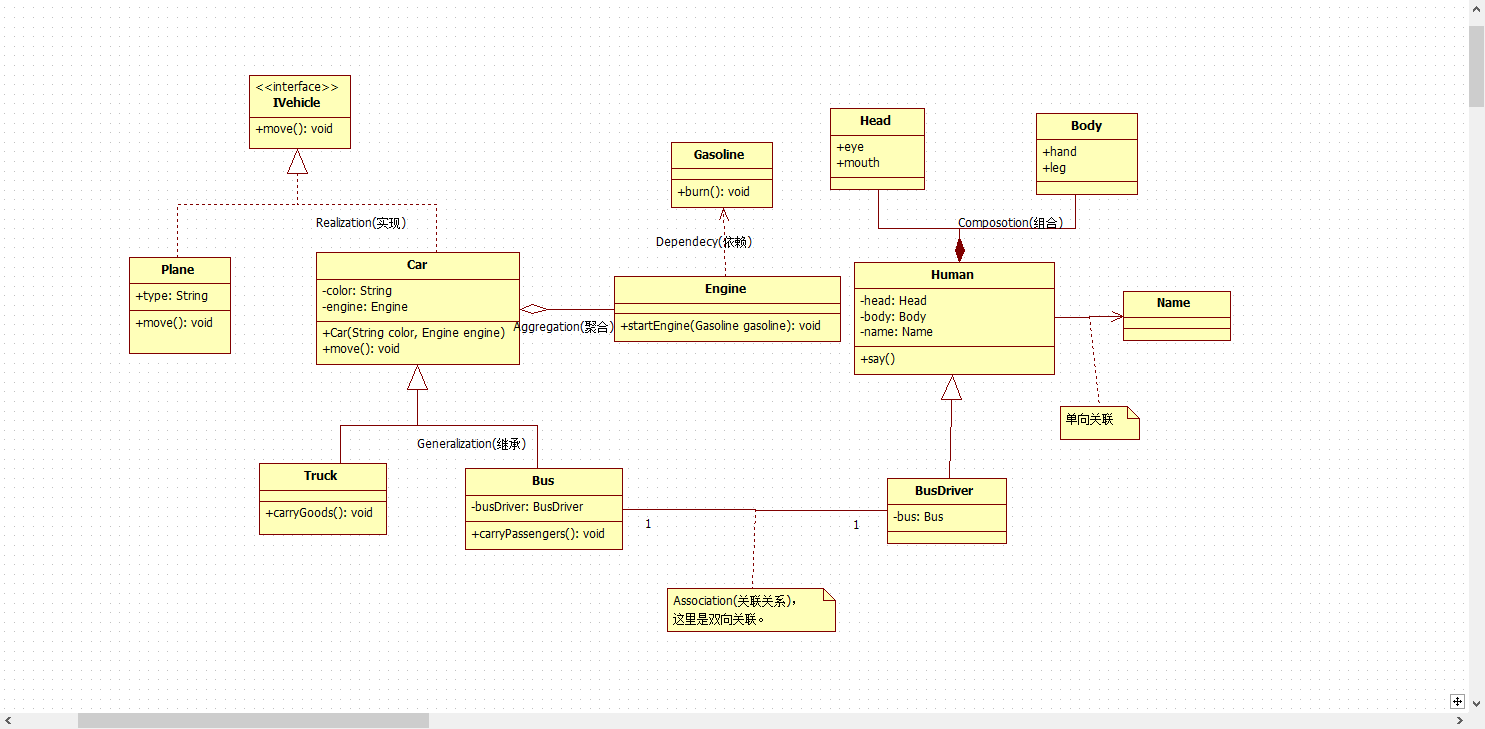 <<interface>>
IVehicle
+move(): void
Head
+eye
+mouth
Body
+hand
+leg
Gasoline
+burn(): void
Realization(实现)
Dependecy(依赖)
Composotion(组合)
Plane
+type: String
+move(): void
Car
-color: String
-engine: Engine
+Car(String color, Engine engine)
+move(): void
Aggregation(聚合)
Engine
+startEngine(Gasoline gasoline): void
Human
-head: Head
-body: Body
-name: Name
+say()
Name
单向关联
Generalization(继承)
Truck
+carryGoods(): void
Bus
-busDriver: BusDriver
+carryPassengers(): void
1
1
BusDriver
-bus: Bus
Association(关联关系)，
这里是双向关联。